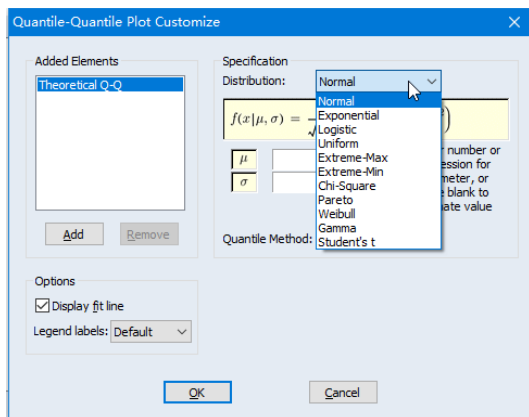 Quantile-Quantile Plot Customize
Added Elements
Theoretical Q-Q
Add
Remove
Options
Display fit line
Legend labels: Default
Specification
Distribution: Normal
Normal
Exponential
Logistic
Uniform
Extreme-Max
Extreme-Min
Chi-Square
Pareto
Weibull
Gamma
Student's t
f(x|μ, σ) =
μ
σ
number or
ession for
meter, or
blank to
ate value
Quantile Method:
OK
Cancel